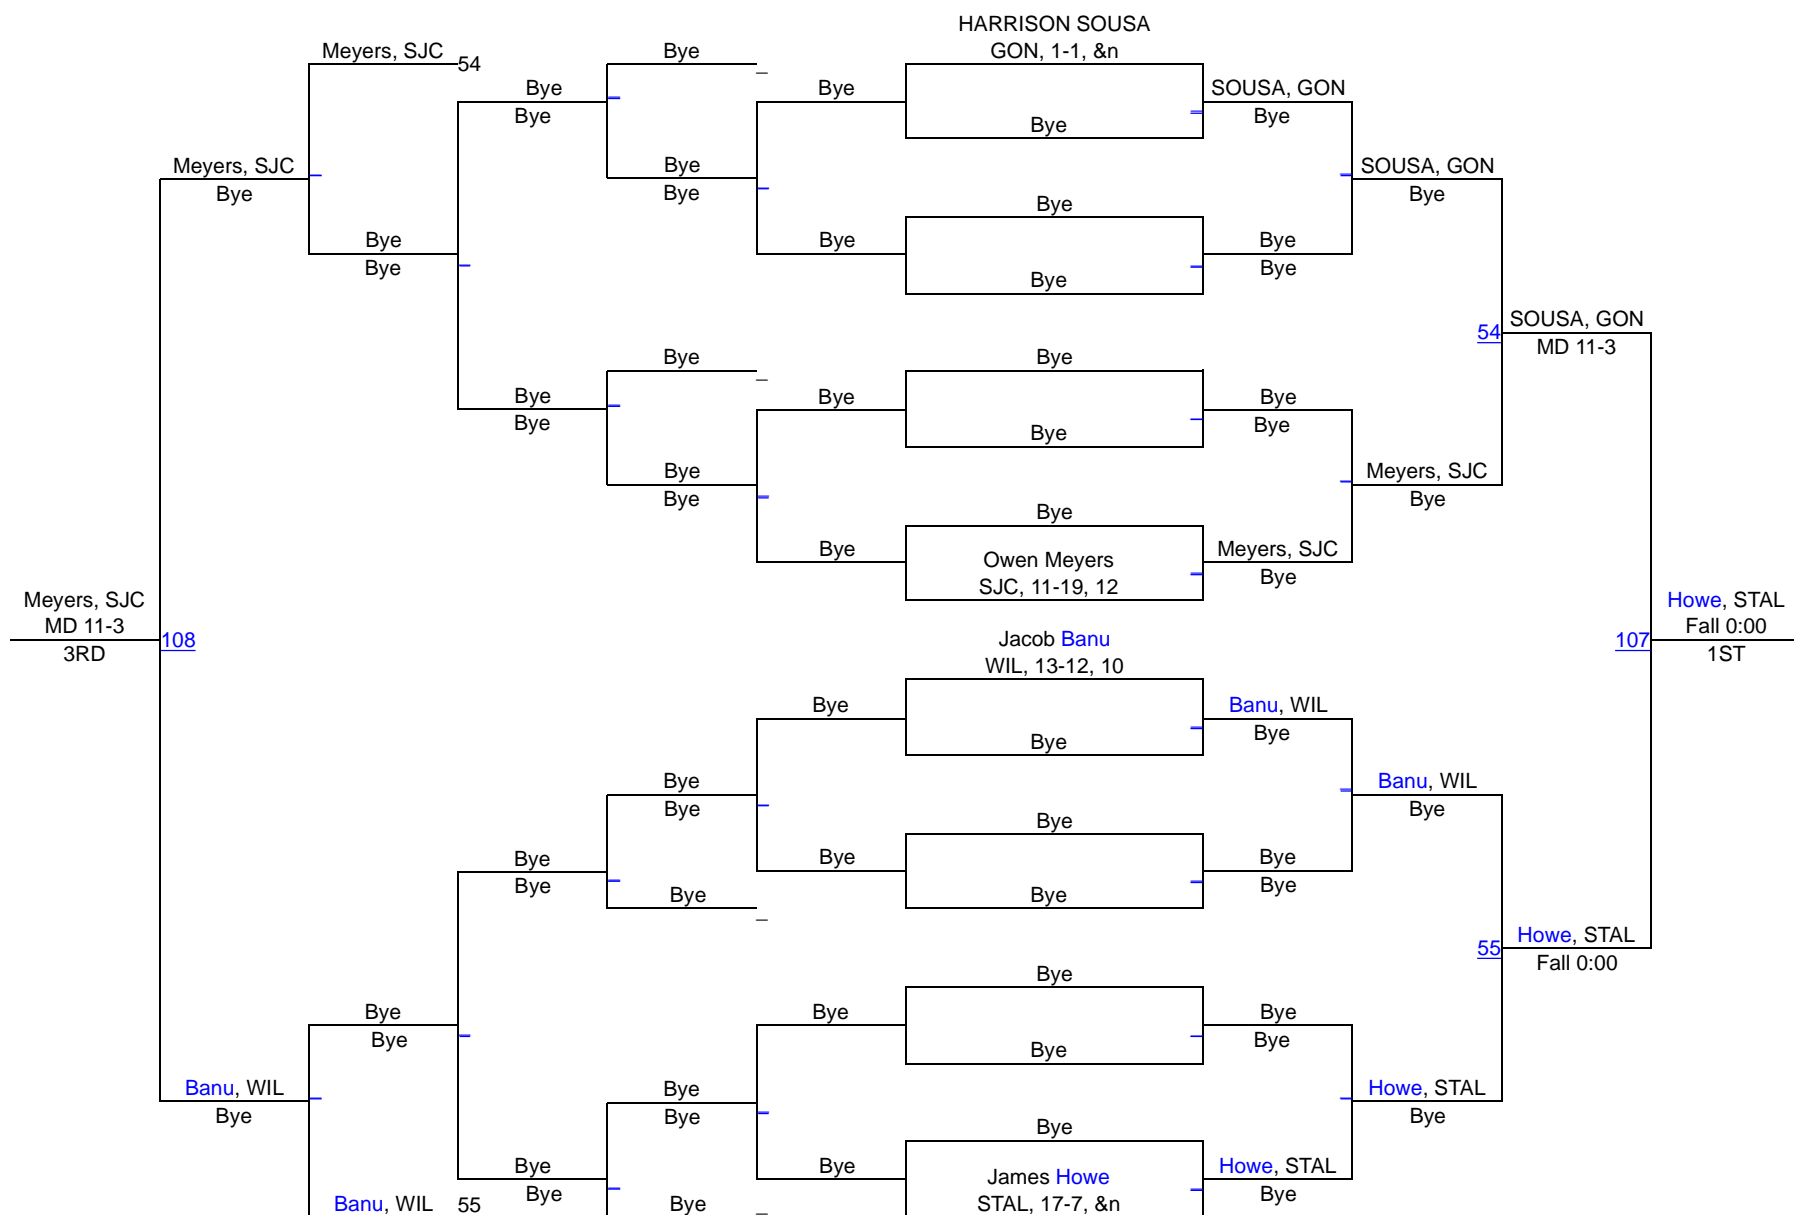 HARRISON SOUSA
GON, 1-1, &n
Meyers, SJC
54
Bye
Bye
Bye
Bye
SOUSA, GON
Bye
Bye
Bye
Meyers, SJC
Bye
Bye
Bye
SOUSA, GON
Bye
Bye
Bye
Bye
Bye
Bye
Bye
Bye
Bye
54
SOUSA, GON
MD 11-3
Bye
Bye
Bye
Bye
Bye
Bye
Bye
Bye
Bye
Bye
Meyers, SJC
Bye
Bye
Bye
Bye
Owen Meyers
SJC, 11-19, 12
Meyers, SJC
Bye
Meyers, SJC
MD 11-3
3RD
108
Howe, STAL
Fall 0:00
1ST
107
Jacob Banu
WIL, 13-12, 10
Bye
Bye
Banu, WIL
Bye
Bye
Bye
Banu, WIL
Bye
Bye
Bye
Bye
Bye
Bye
Bye
Bye
Bye
55
Howe, STAL
Fall 0:00
Bye
Bye
Bye
Bye
Bye
Bye
Bye
Banu, WIL
Bye
Bye
Bye
Howe, STAL
Bye
Bye
Bye
Bye
Bye
James Howe
STAL, 17-7, &n
Howe, STAL
Bye
Banu, WIL
55
Bye